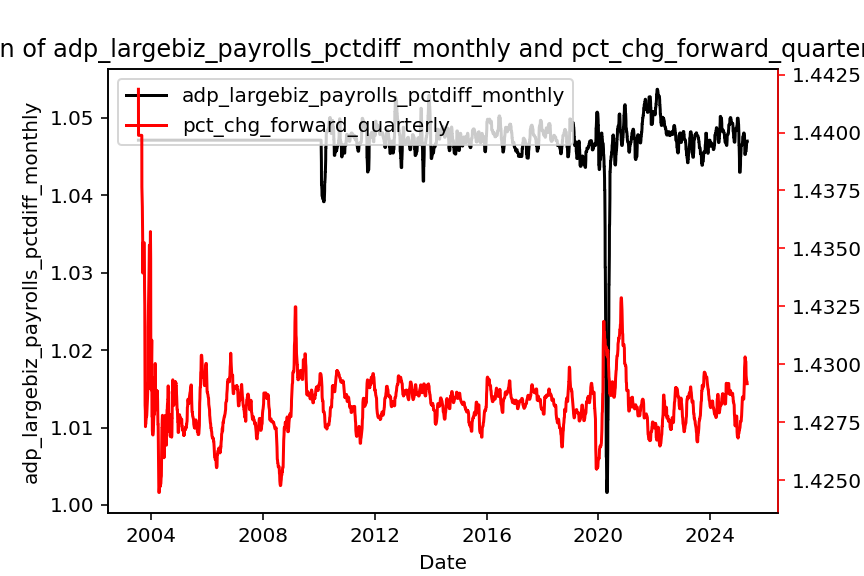 n of adp_largebiz_payrolls_pctdiff_monthly and pct_chg_forward_quarter
adp_largebiz_payrolls_pctdiff_monthly
pct_chg_forward_quarterly
adp_largebiz_payrolls_pctdiff_monthly
1.05
1.04
1.03
1.02
1.01
1.00
1.4425
1.4400
1.4375
1.4350
1.4325
1.4300
1.4275
1.4250
2004 2008 2012 2016 2020 2024
Date